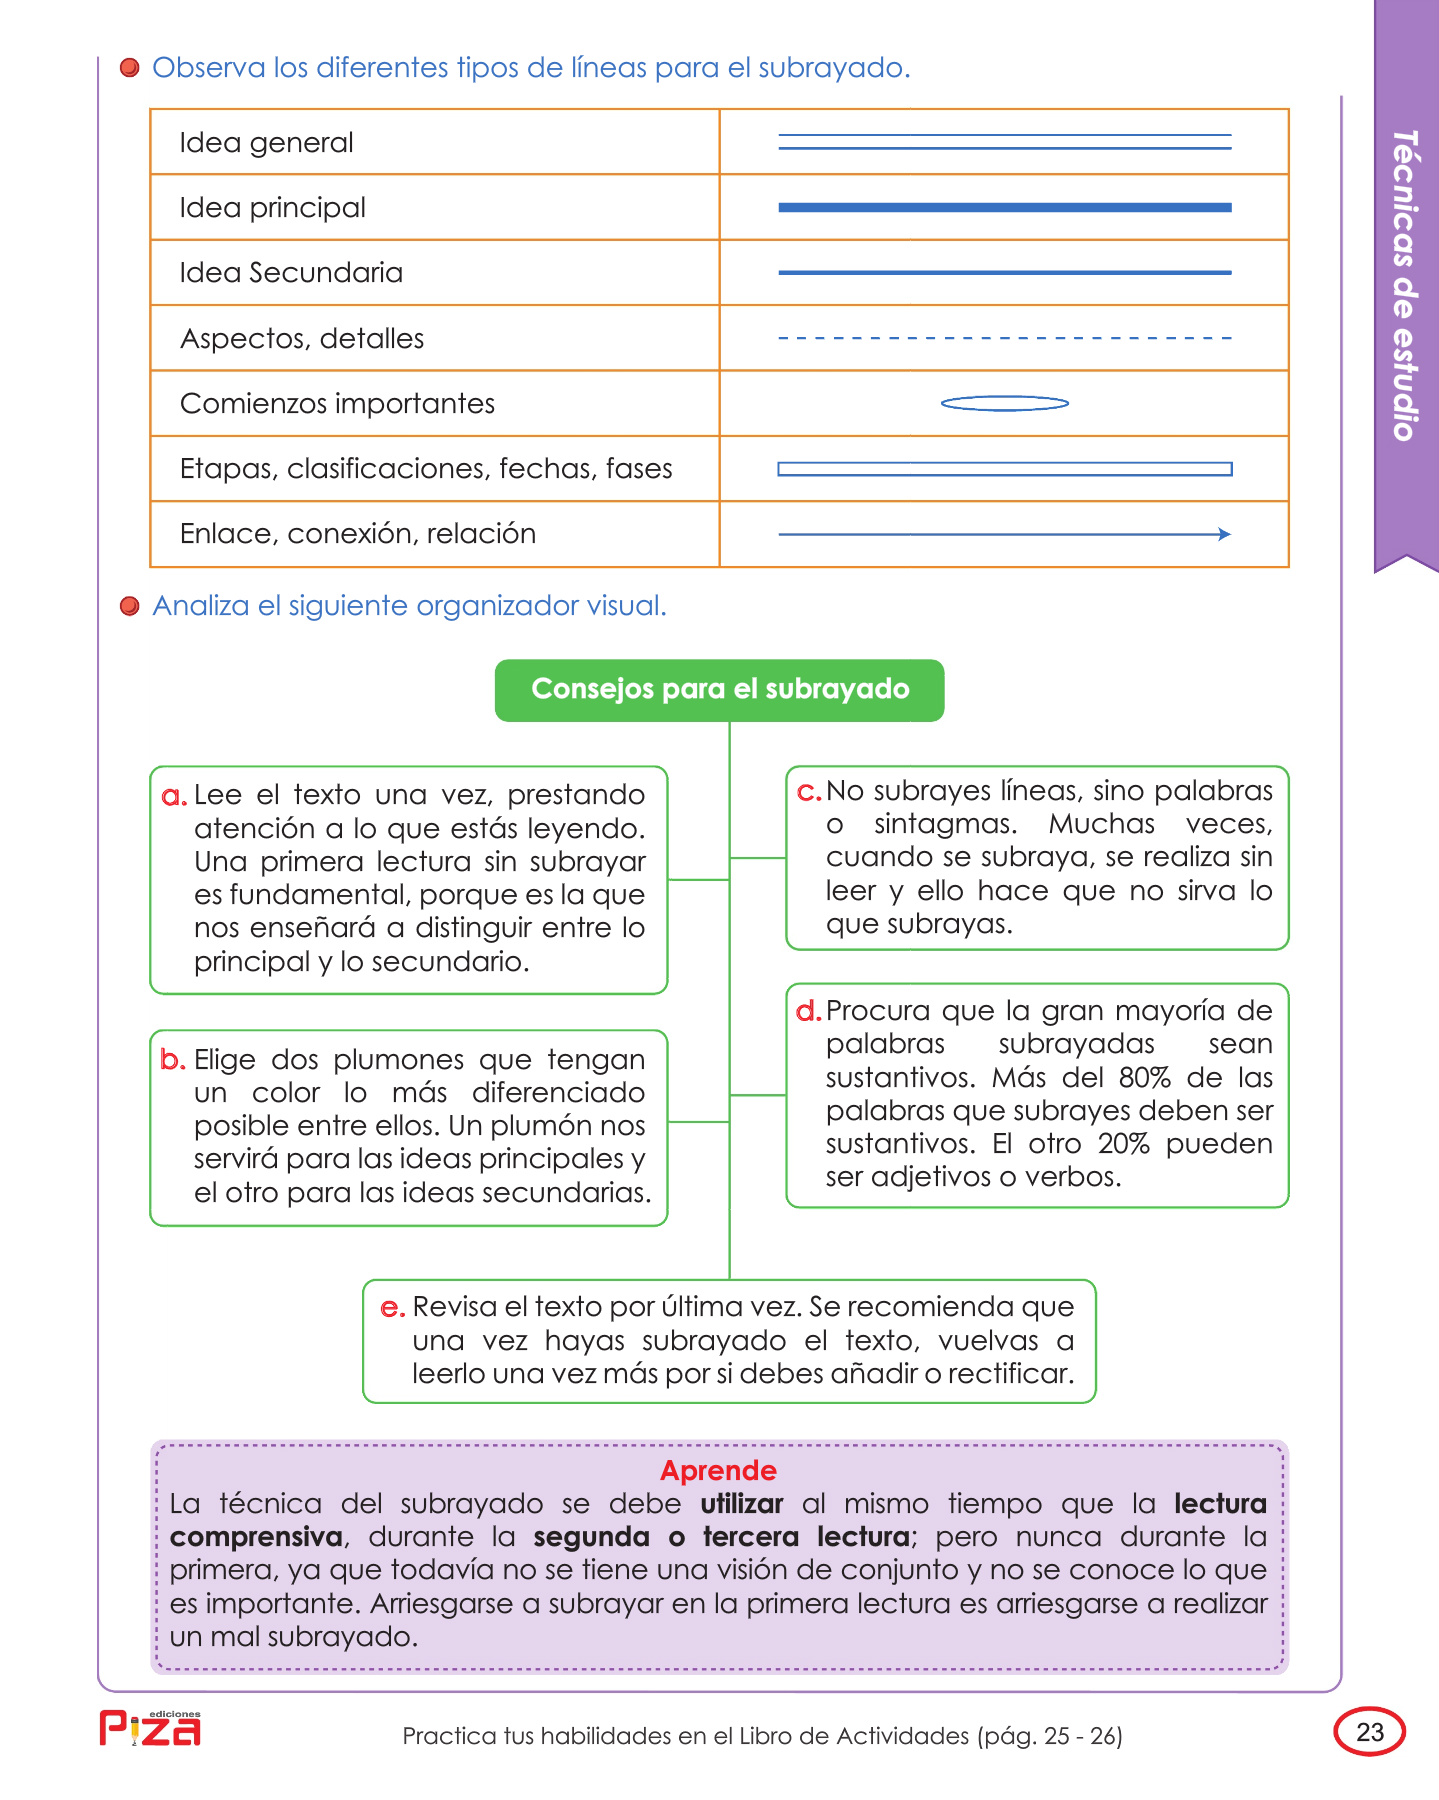 Observa los diferentes tipos de líneas para el subrayado.
Idea general
Idea principal
Idea Secundaria
Aspectos, detalles
Comienzos importantes
Etapas, clasificaciones, fechas, fases
Enlace, conexión, relación
Técnicas de estudio
Analiza el siguiente organizador visual.
Consejos para el subrayado
a. Lee el texto una vez, prestando
atención a lo que estás leyendo.
Una primera lectura sin subrayar
es fundamental, porque es la que
nos enseñará a distinguir entre lo
principal y lo secundario.
b. Elige dos plumones que tengan
un color lo más diferenciado
posible entre ellos. Un plumón nos
servirá para las ideas principales y
el otro para las ideas secundarias.
c. No subrayes líneas, sino palabras
o sintagmas. Muchas veces,
cuando se subraya, se realiza sin
leer y ello hace que no sirva lo
que subrayas.
d. Procura que la gran mayoría de
palabras subrayadas sean
sustantivos. Más del 80% de las
palabras que subrayes deben ser
sustantivos. El otro 20% pueden
ser adjetivos o verbos.
e. Revisa el texto por última vez. Se recomienda que
una vez hayas subrayado el texto, vuelvas a
leerlo una vez más por si debes añadir o rectificar.
Aprende
La técnica del subrayado se debe utilizar al mismo tiempo que la lectura
comprensiva, durante la segunda o tercera lectura; pero nunca durante la
primera, ya que todavía no se tiene una visión de conjunto y no se conoce lo que
es importante. Arriesgarse a subrayar en la primera lectura es arriesgarse a realizar
un mal subrayado.
ediciones
PiZA
Practica tus habilidades en el Libro de Actividades (pág. 25 - 26)
23